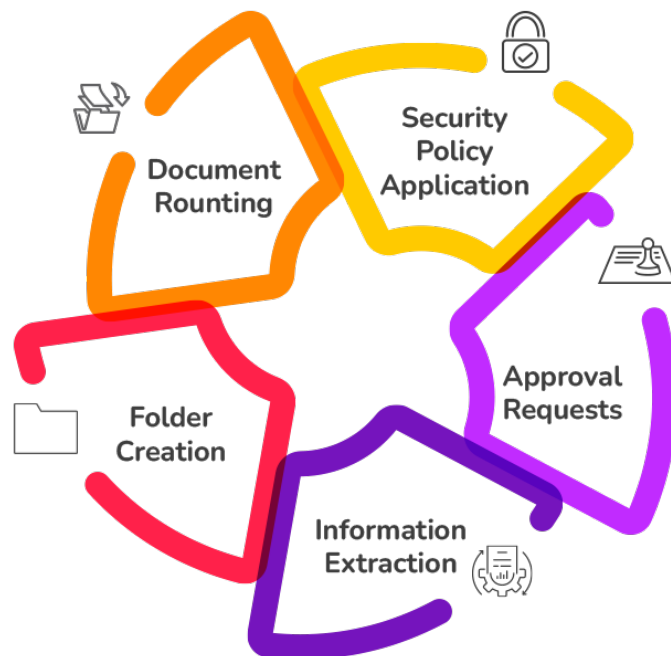 Security
Policy
Application
Document
Rounting
Approval
Requests
Folder
Creation
Information
Extraction